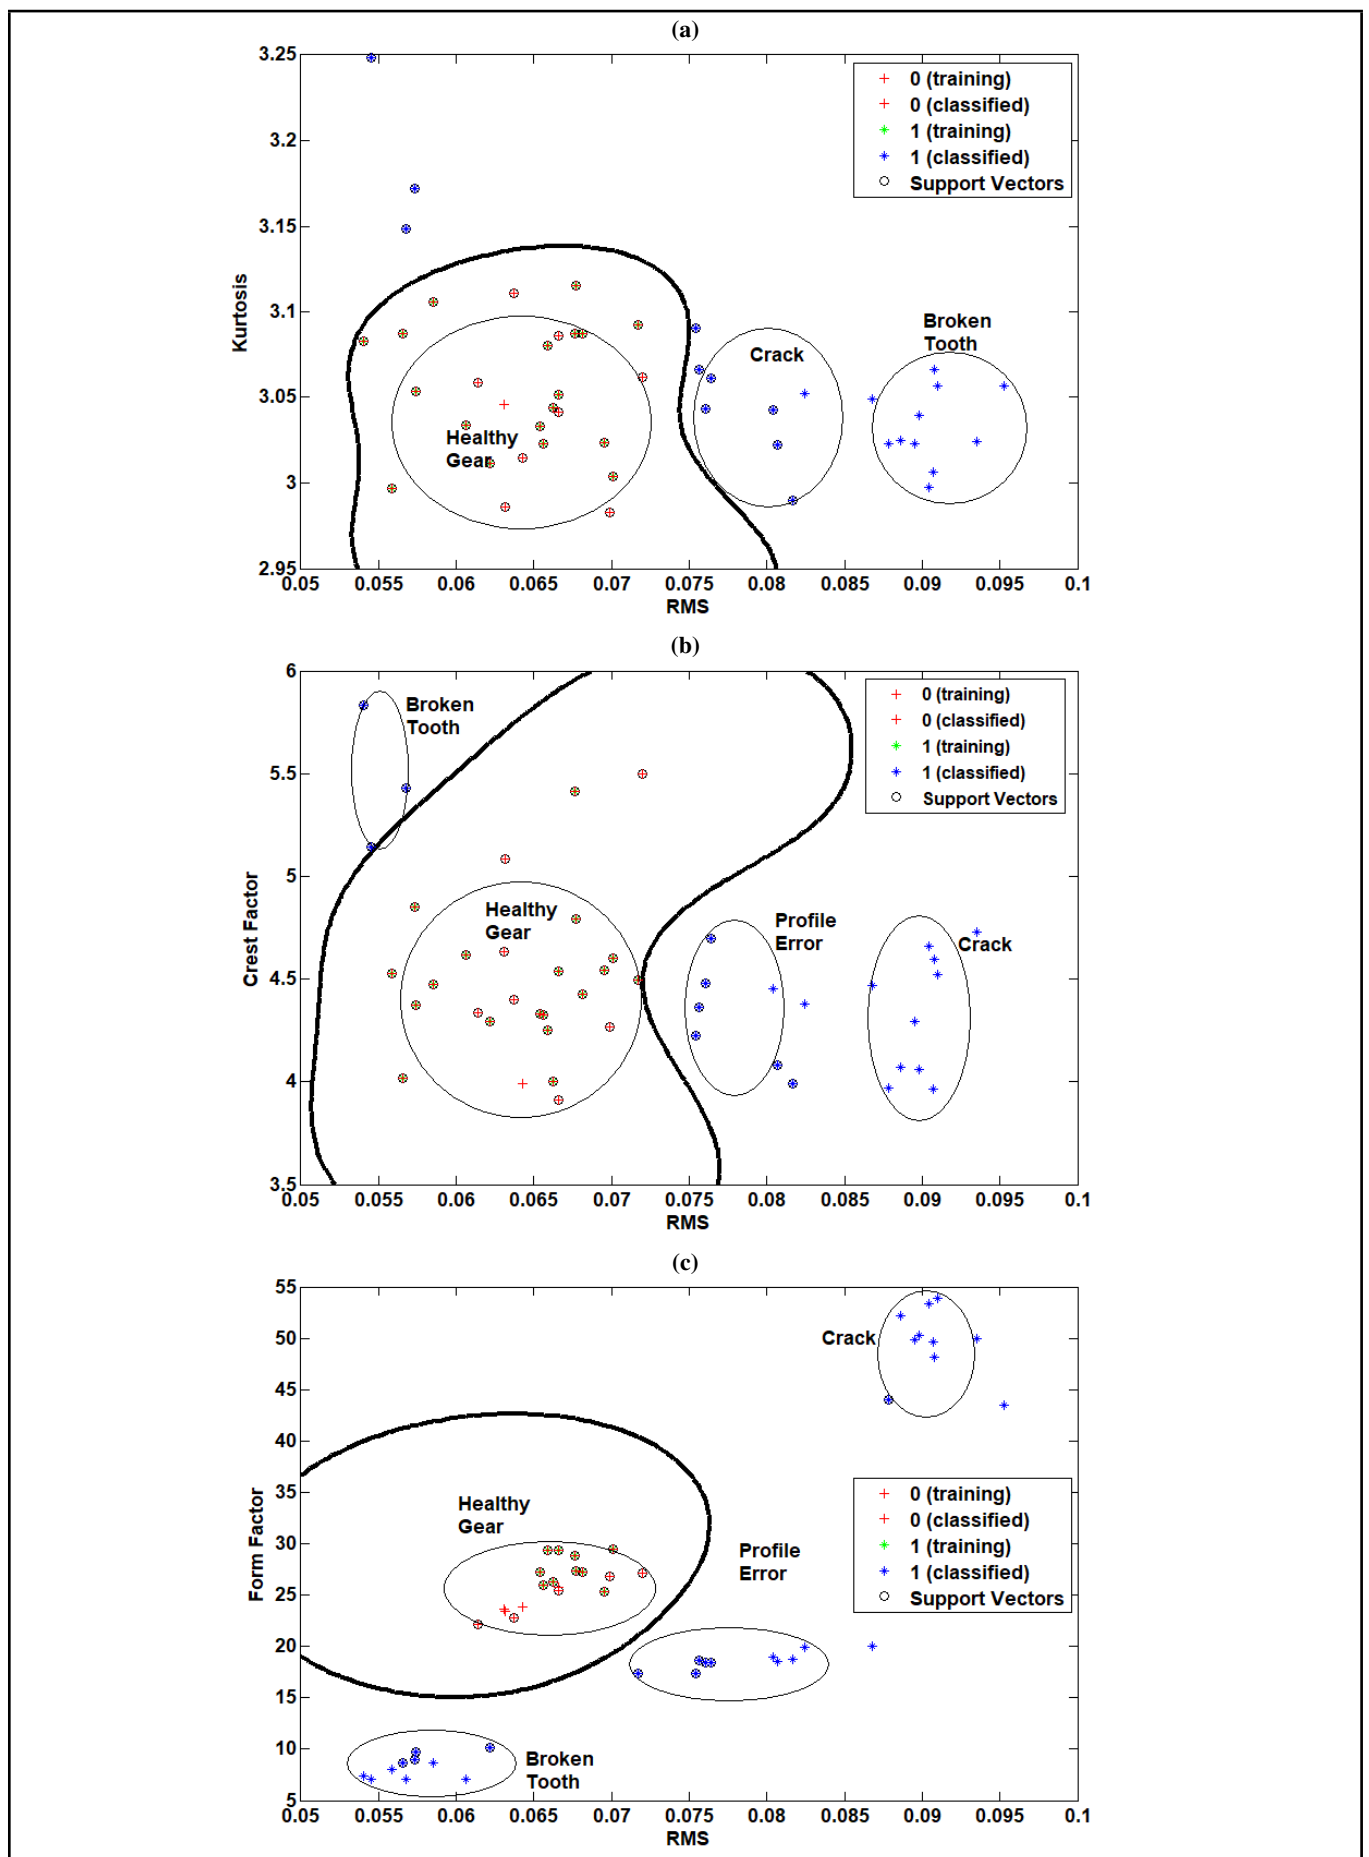 (a)
3.25
3.2
3.15
3.1
3.05
3
2.95
Kurtosis
0 (training)
0 (classified)
1 (training)
1 (classified)
Support Vectors
Broken
Tooth
Crack
Healthy
Gear
0.05 0.055 0.06 0.065 0.07 0.075 0.08 0.085 0.09 0.095 0.1
RMS
(b)
6
5.5
5
4.5
4
3.5
Crest Factor
0 (training)
0 (classified)
1 (training)
1 (classified)
Support Vectors
Broken
Tooth
Healthy
Gear
Profile
Error
Crack
0.05 0.055 0.06 0.065 0.07 0.075 0.08 0.085 0.09 0.095 0.1
RMS
(c)
55
50
45
40
35
30
25
20
15
10
5
Form Factor
Crack
0 (training)
0 (classified)
1 (training)
1 (classified)
Support Vectors
Healthy
Gear
Profile
Error
Broken
Tooth
0.05 0.055 0.06 0.065 0.07 0.075 0.08 0.085 0.09 0.095 0.1
RMS